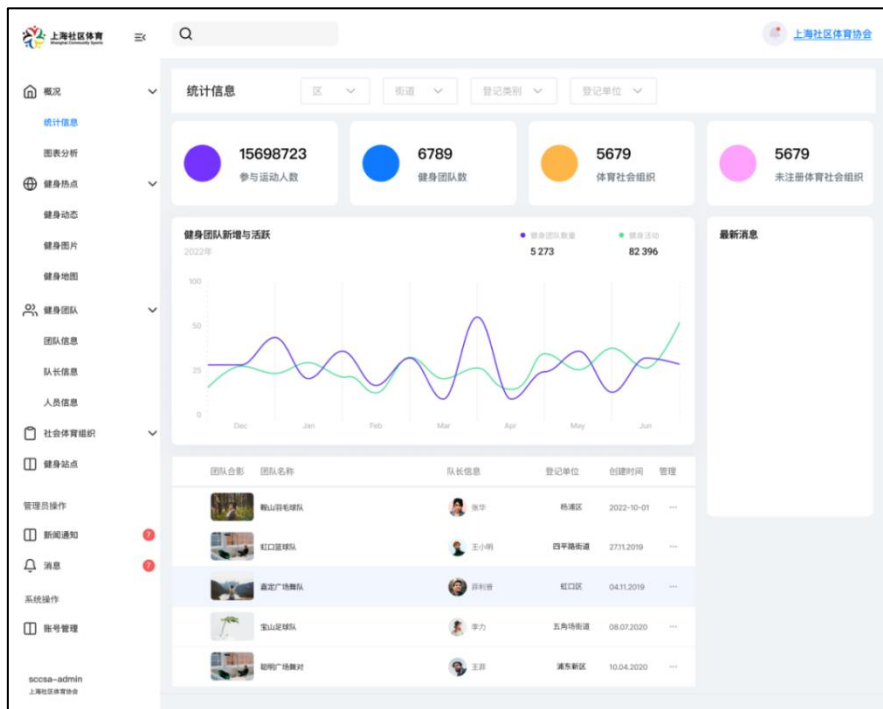 上海社区体育
Shanghai Community Sports
上海社区体育协会
概况
统计信息
图表分析
健身热点
健身动态
健身图片
健身地图
健身团队
团队信息
队长信息
人员信息
社会体育组织
健身站点
管理员操作
新闻通知 7
消息 7
系统操作
账号管理
sccsa-admin
上海社区体育协会
统计信息 区 街道 登记类别 登记单位
15698723
参与运动人数
6789
健身团队数
5679
体育社会组织
5679
未注册体育社会组织
健身团队新增与活跃
2022年
健身团队数量
5 273
健身活动
82 396
100
50
25
0
Dec Jan Feb Mar Apr May Jun
最新消息
团队合影 团队名称 队长信息 登记单位 创建时间 管理
鞍山羽毛球队 张华 杨浦区 2022-10-01 ...
虹口篮球队 王小明 四平路街道 27.11.2019 ...
嘉定广场舞队 菲利普 虹口区 04.11.2019 ...
宝山足球队 李力 五角场街道 08.07.2020 ...
聪明广场舞对 王菲 浦东新区 10.04.2020 ...